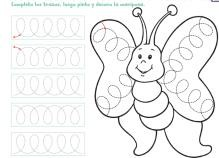 Completa los trazos, luego pinta y decora la mariposa.